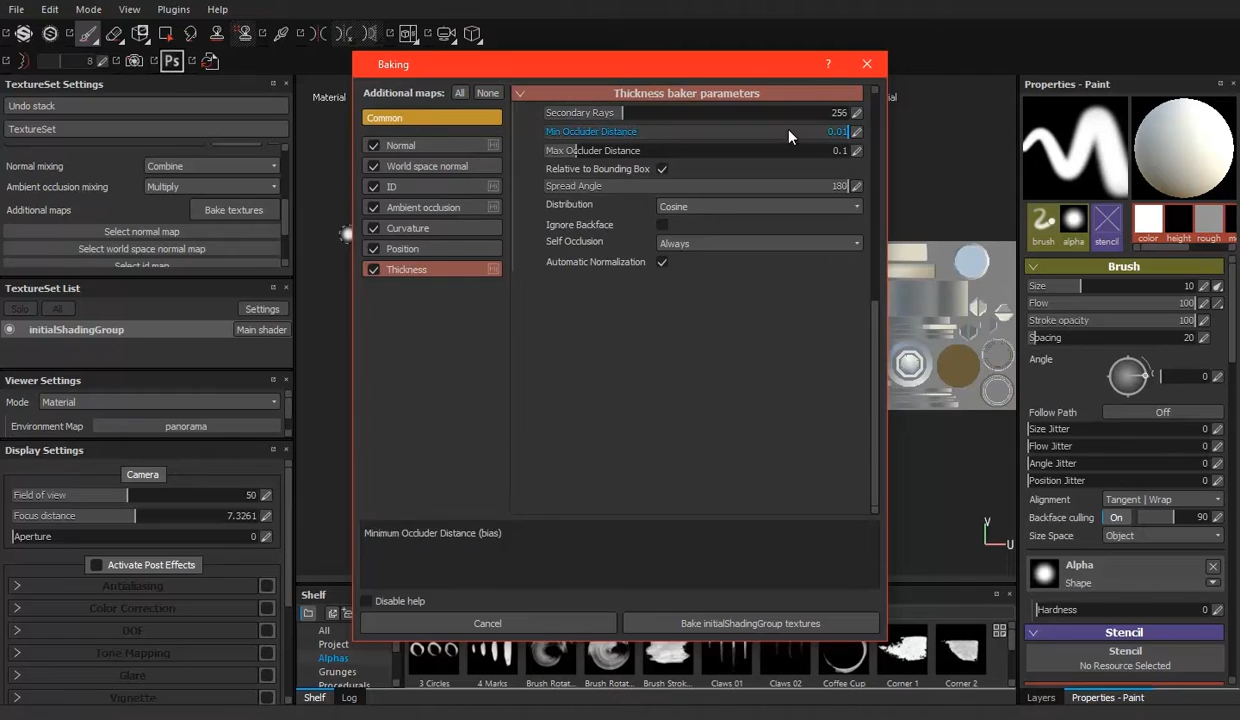 File Edit Mode View Plugins Help
8 Ps
TextureSet Settings
Undo stack
TextureSet
Normal mixing Combine
Ambient occlusion mixing Multiply
Additional maps Bake textures
Select normal map
Select world space normal map
Select id map
TextureSet List
Solo All Settings
initialShadingGroup Main shader
Viewer Settings
Mode Material
Environment Map panorama
Display Settings
Camera
Field of view 50
Focus distance 7.3261
Aperture 0
Activate Post Effects
Antialiasing
Color Correction
DOF
Tone Mapping
Glare
Vignette
Material
Baking ?
Additional maps: All None
Common
Normal
World space normal
ID
Ambient occlusion
Curvature
Position
Thickness
Thickness baker parameters
Secondary Rays 256
Min Occluder Distance 0.01
Max Occluder Distance 0.1
Relative to Bounding Box
Spread Angle 180
Distribution Cosine
Ignore Backface
Self Occlusion Always
Automatic Normalization
Minimum Occluder Distance (bias)
Disable help
Cancel Bake initialShadingGroup textures
V
U
Shelf
All
Project
Alphas
Grunges
Procedurals
3 Circles 4 Marks Brush Rotat... Brush Rotat... Brush Strok... Claws 01 Claws 02 Coffee Cup Corner 1 Corner 2
Shelf Log
Properties - Paint
brush alpha stencil color height rough
Brush
Size 10
Flow 100
Stroke opacity 100
Spacing 20
Angle 0
Follow Path Off
Size Jitter 0
Flow Jitter 0
Angle Jitter 0
Position Jitter 0
Alignment Tangent | Wrap
Backface culling On 90
Size Space Object
Alpha
Shape
Hardness 0
Stencil
Stencil
No Resource Selected
Layers Properties - Paint